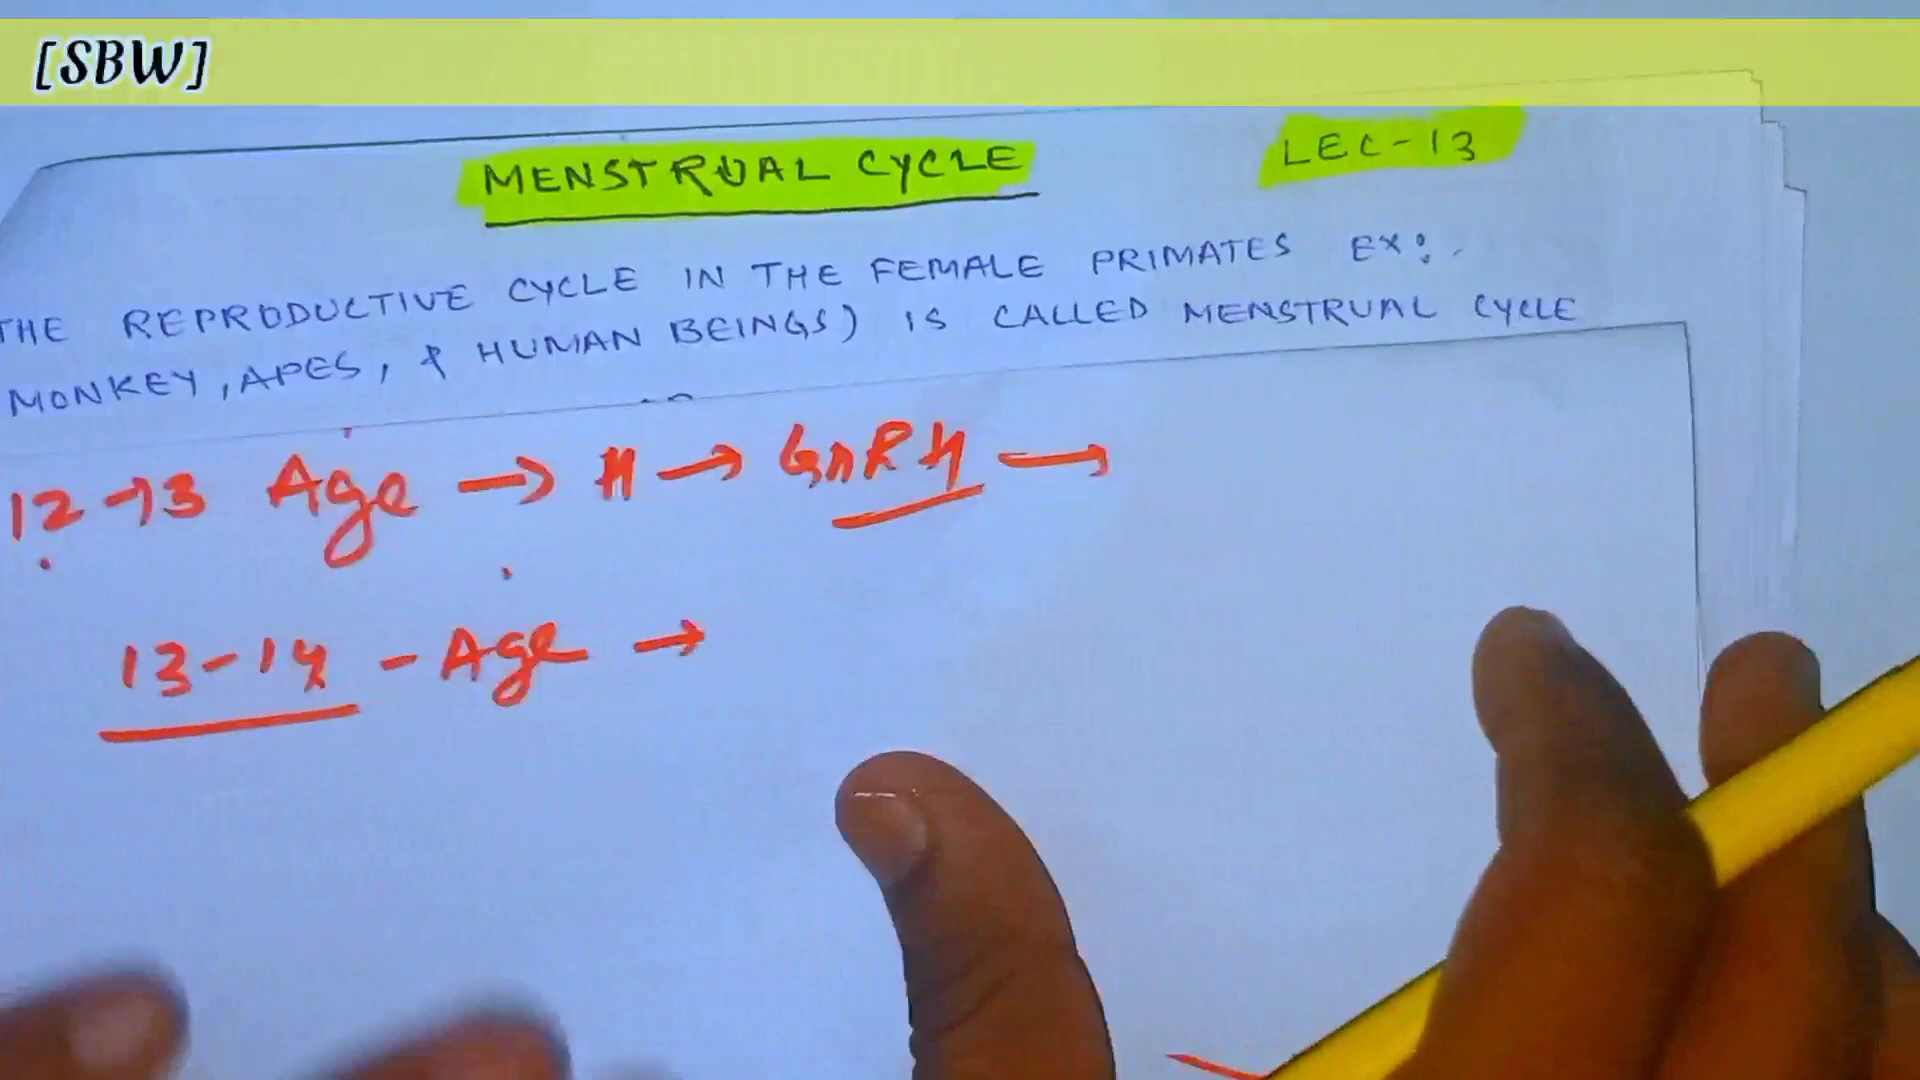 [SBW]
MENSTRUAL CYCLE LEC-13
THE REPRODUCTIVE CYCLE IN THE FEMALE PRIMATES EX:-
MONKEY, APES, & HUMAN BEINGS) IS CALLED MENSTRUAL CYCLE
12-13 Age → H → GnRH →
13-14 - Age →